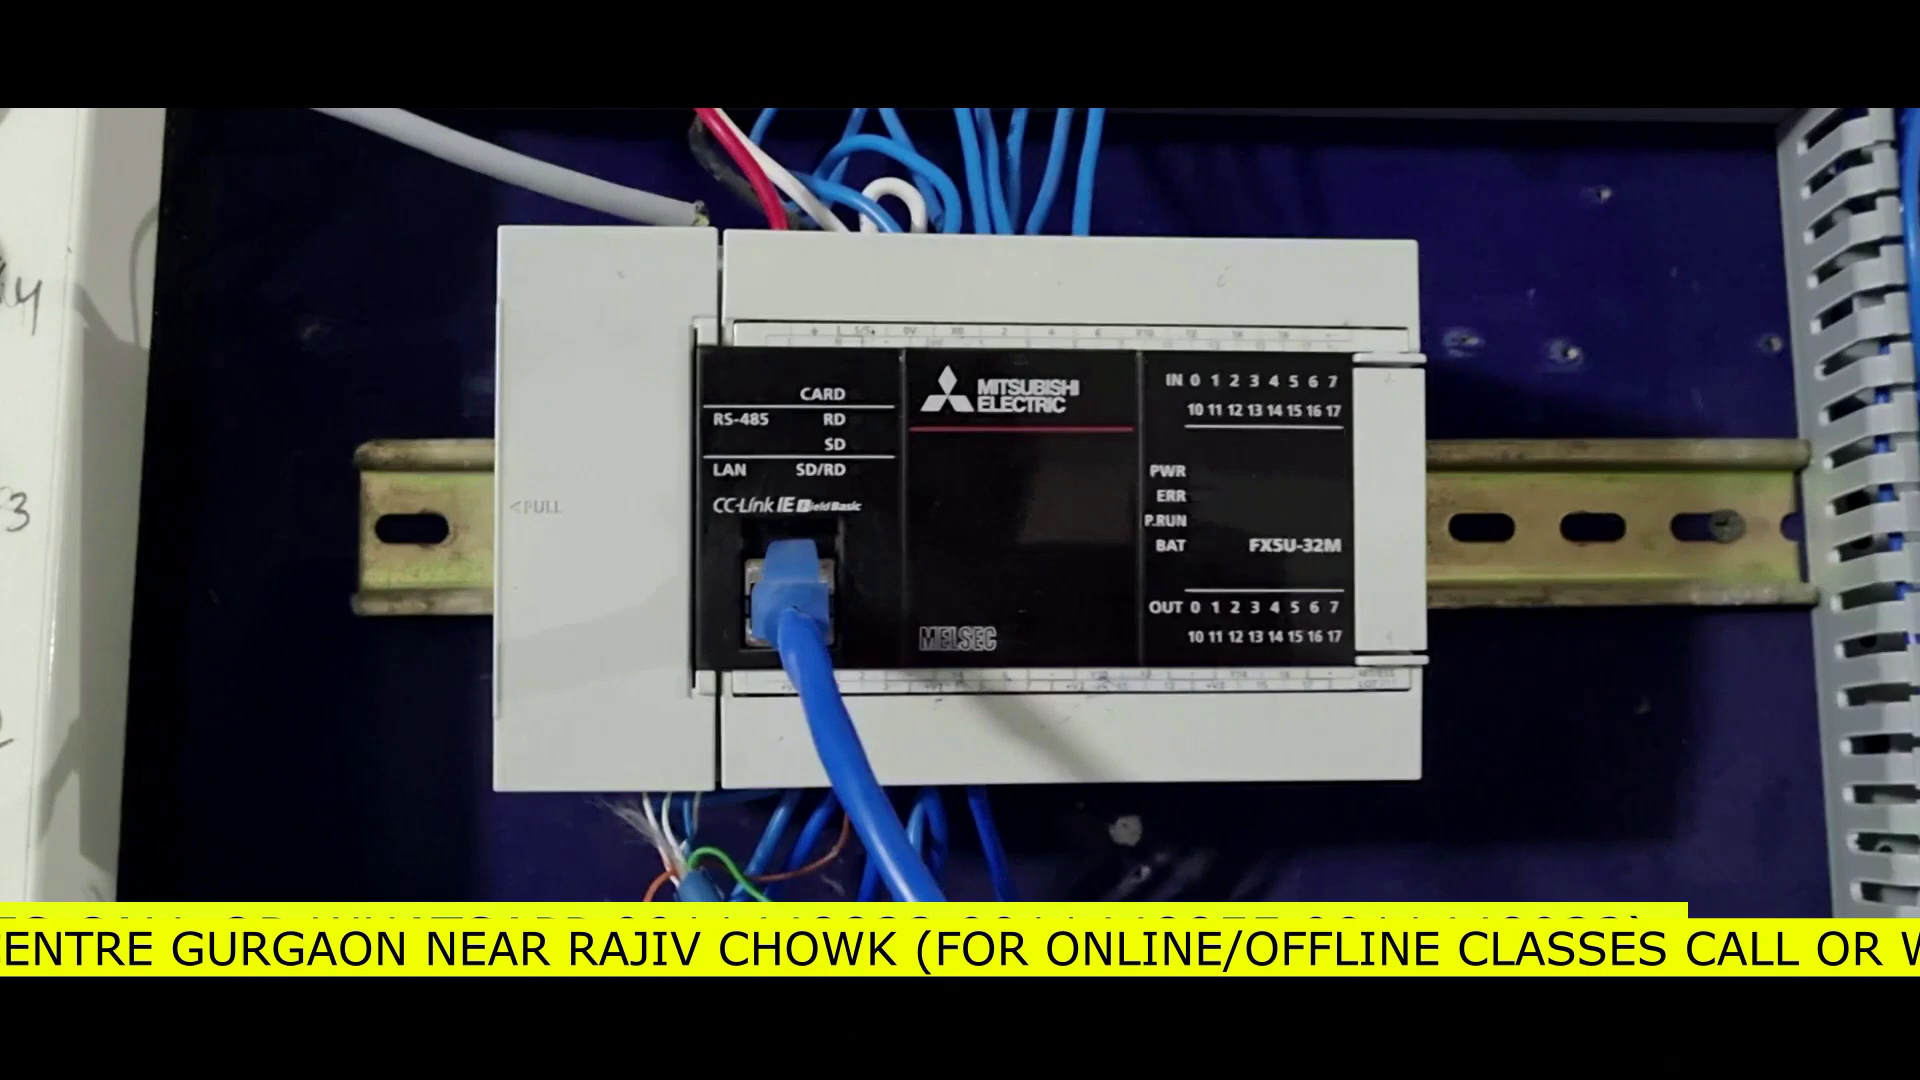 CARD
RS-485 RD
SD
LAN SD/RD
CC-Link IE Field Basic
MITSUBISHI
ELECTRIC
MELSEC
IN 0 1 2 3 4 5 6 7
10 11 12 13 14 15 16 17
PWR
ERR
P.RUN
BAT FX5U-32M
OUT 0 1 2 3 4 5 6 7
10 11 12 13 14 15 16 17
<PULL
CENTRE GURGAON NEAR RAJIV CHOWK (FOR ONLINE/OFFLINE CLASSES CALL OR W